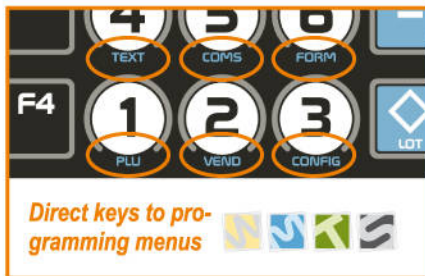 4 5 6
TEXT COMS FORM
F4 1 2 3
PLU VEND CONFIG LOT
Direct keys to pro-
gramming menus
W M T S